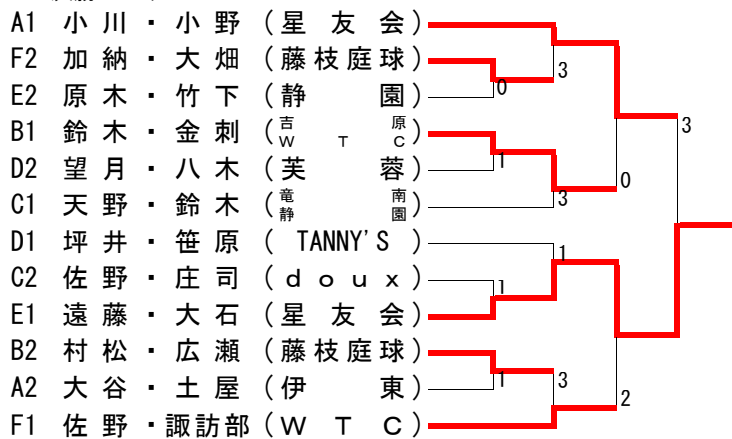 A1 小川・小野 (星友会)
F2 加納・大畑 (藤枝庭球)
3
0
E2 原木・竹下 (静園)
B1 鈴木・金刺 (吉原WTC)
3
1
D2 望月・八木 (芙蓉)
0
C1 天野・鈴木 (竜南静園)
3
D1 坪井・笹原 (TANNY'S)
1
C2 佐野・庄司 (doux)
1
E1 遠藤・大石 (星友会)
B2 村松・広瀬 (藤枝庭球)
1
3
A2 大谷・土屋 (伊東)
2
F1 佐野・諏訪部 (WTC)